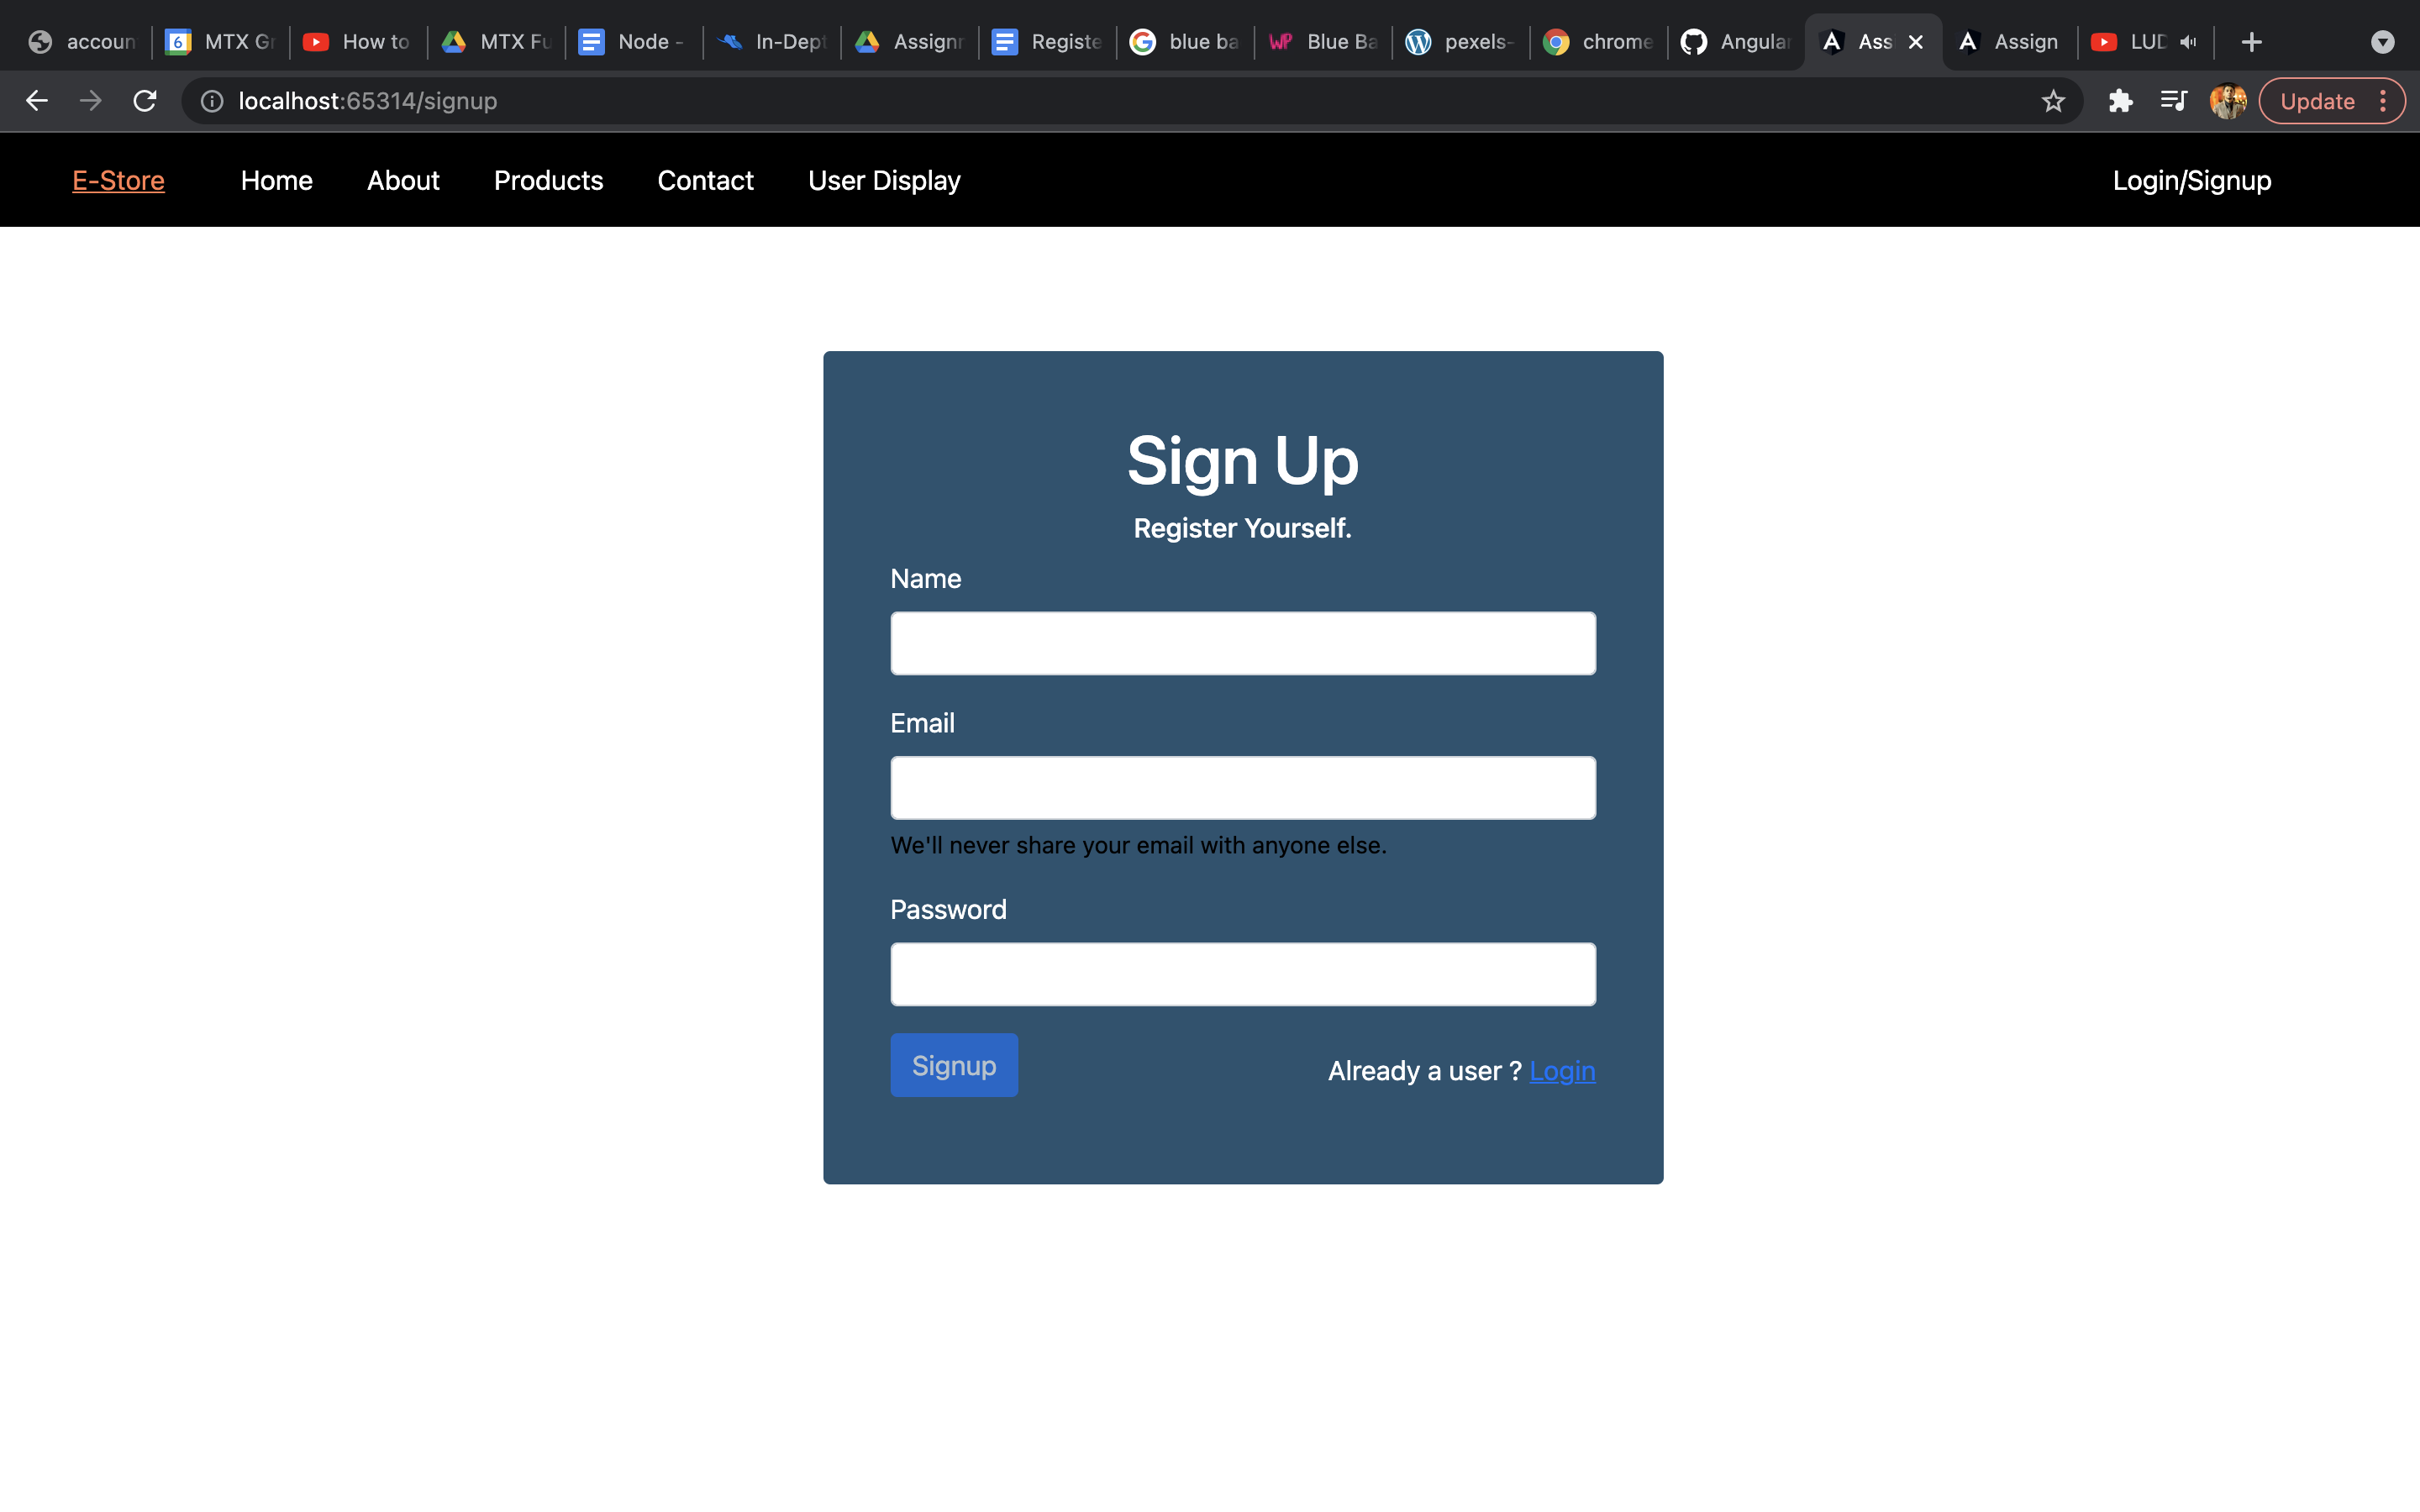 accoun
6 MTX Gr
How to
MTX Fu
Node -
In-Dept
Assignr
Registe
blue ba
WP Blue Ba
pexels-
chrome
Angular
Ass
Assign
LUD
localhost:65314/signup
Update
E-Store Home About Products Contact User Display Login/Signup
Sign Up
Register Yourself.
Name
Email
We'll never share your email with anyone else.
Password
Signup
Already a user ? Login